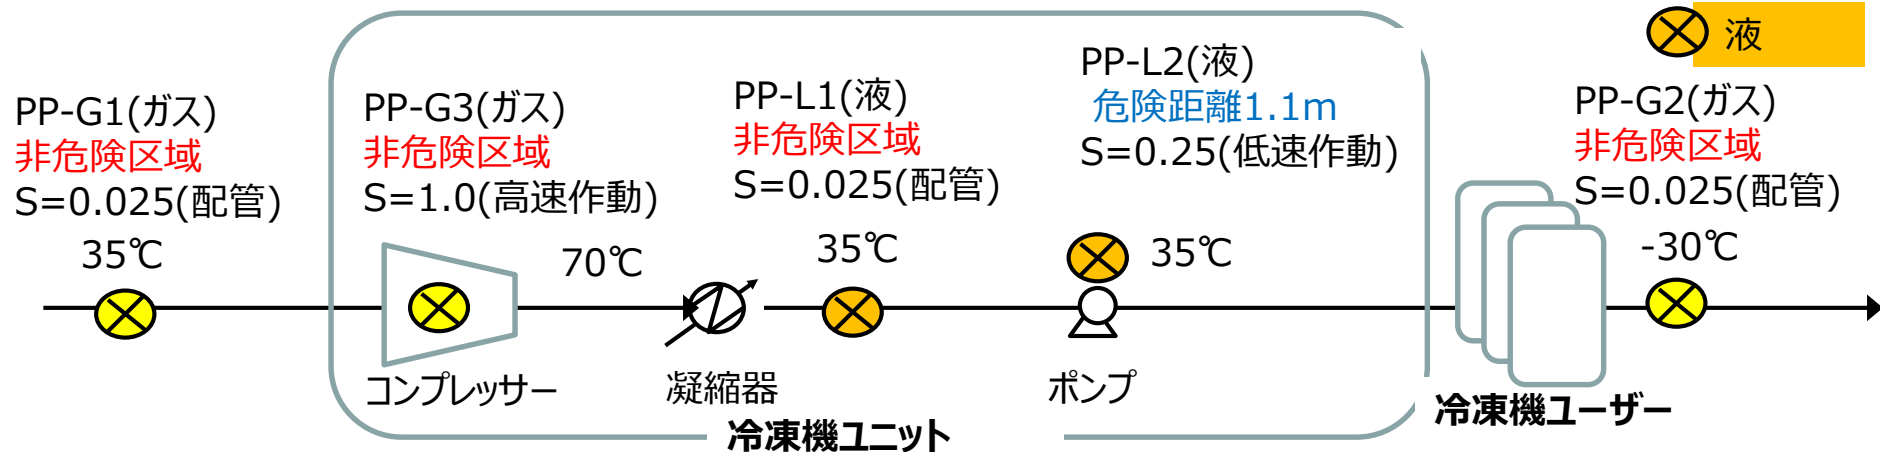 液
PP-G1(ガス)
非危険区域
S=0.025(配管)
35℃
PP-G3(ガス)
非危険区域
S=1.0(高速作動)
70℃
PP-L1(液)
非危険区域
S=0.025(配管)
35℃
PP-L2(液)
危険距離1.1m
S=0.25(低速作動)
35℃
PP-G2(ガス)
非危険区域
S=0.025(配管)
-30℃
コンプレッサー
凝縮器
ポンプ
冷凍機ユニット
冷凍機ユーザー